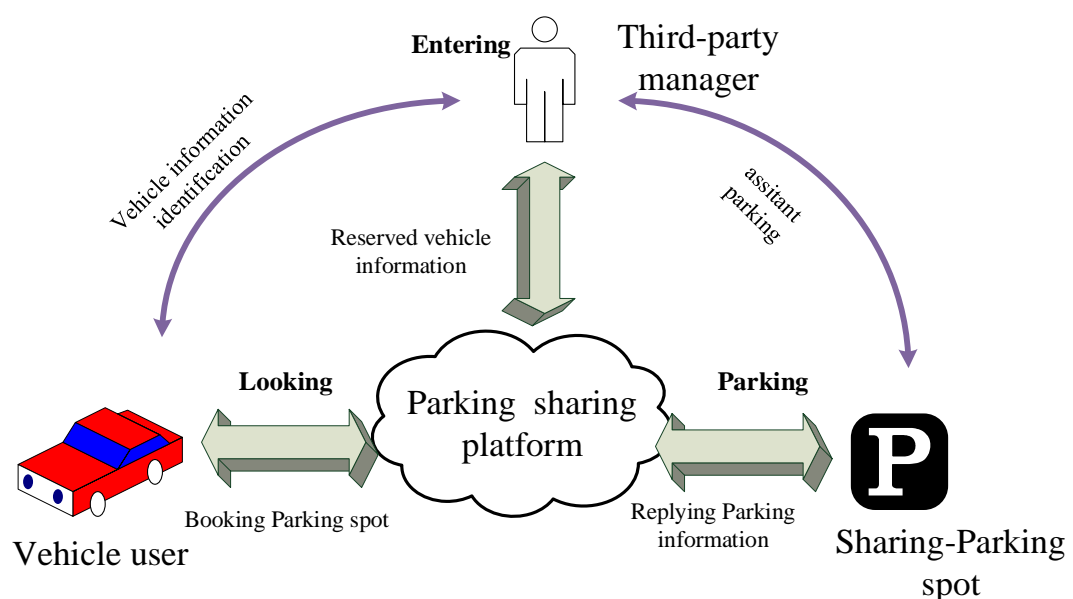 Entering
Third-party
manager
Vehicle information
identification
assitant
parking
Reserved vehicle
information
Looking
Parking
Parking sharing
platform
P
Booking Parking spot
Replying Parking
information
Vehicle user
Sharing-Parking
spot